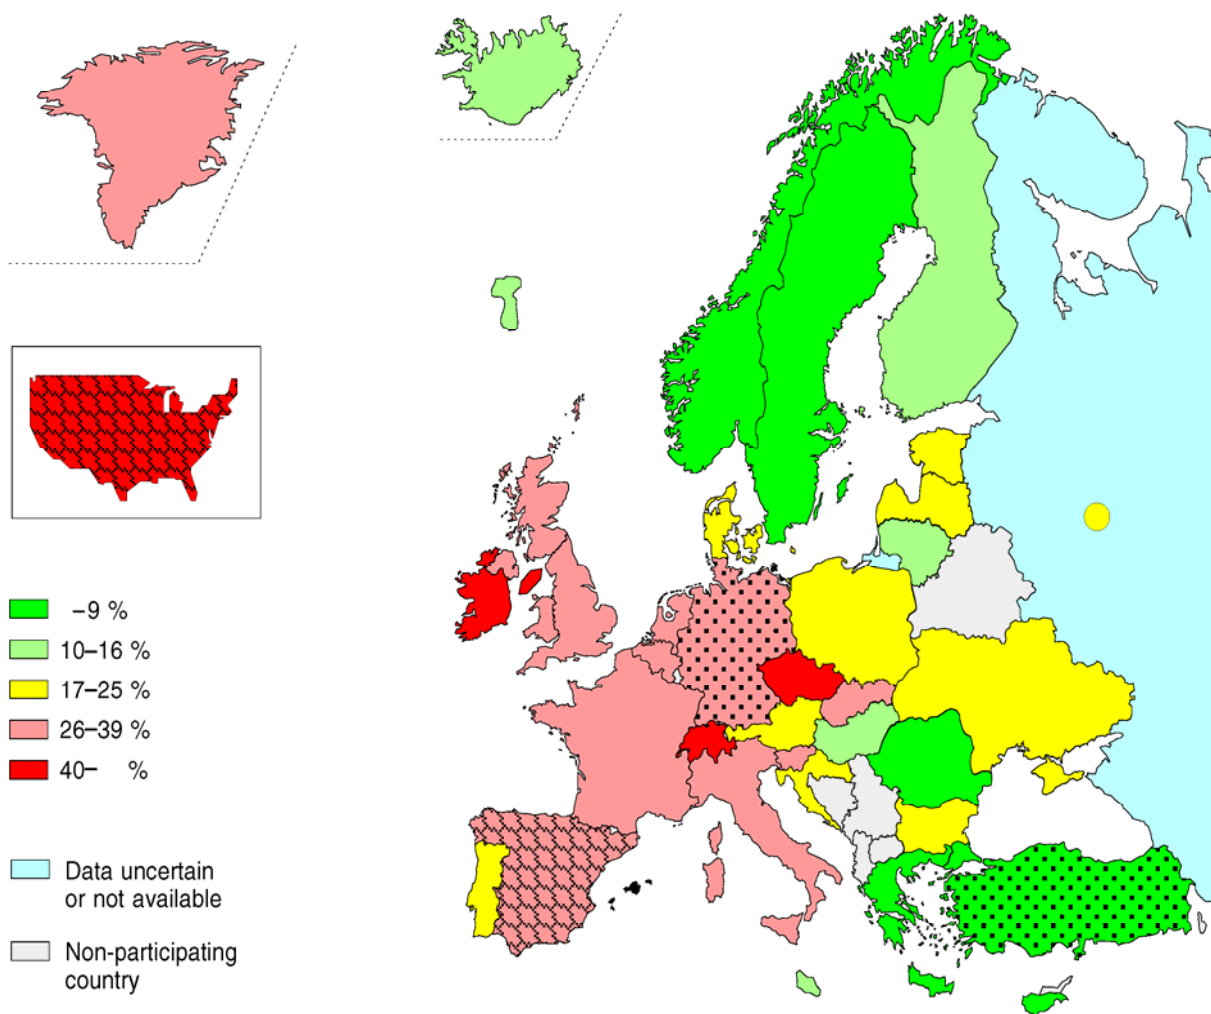 –9 %
10–16 %
17–25 %
26–39 %
40– %
Data uncertain
or not available
Non-participating
country